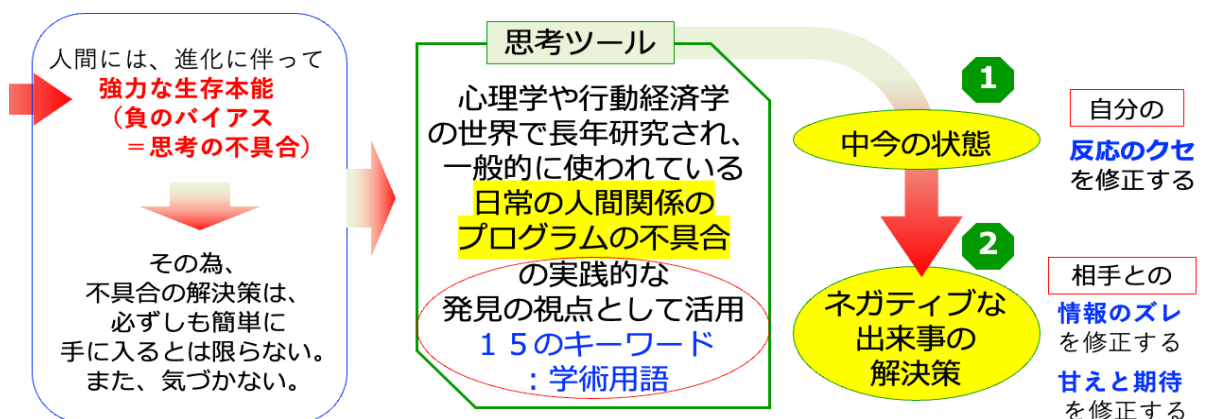 人間には、進化に伴って
強力な生存本能
（負のバイアス
＝思考の不具合）
その為、
不具合の解決策は、
必ずしも簡単に
手に入るとは限らない。
また、気づかない。
思考ツール
心理学や行動経済学
の世界で長年研究され、
一般的に使われている
日常の人間関係の
プログラムの不具合
の実践的な
発見の視点として活用
１５のキーワード
：学術用語
1
中今の状態
自分の
反応のクセ
を修正する
2
ネガティブな
出来事の
解決策
相手との
情報のズレ
を修正する
甘えと期待
を修正する